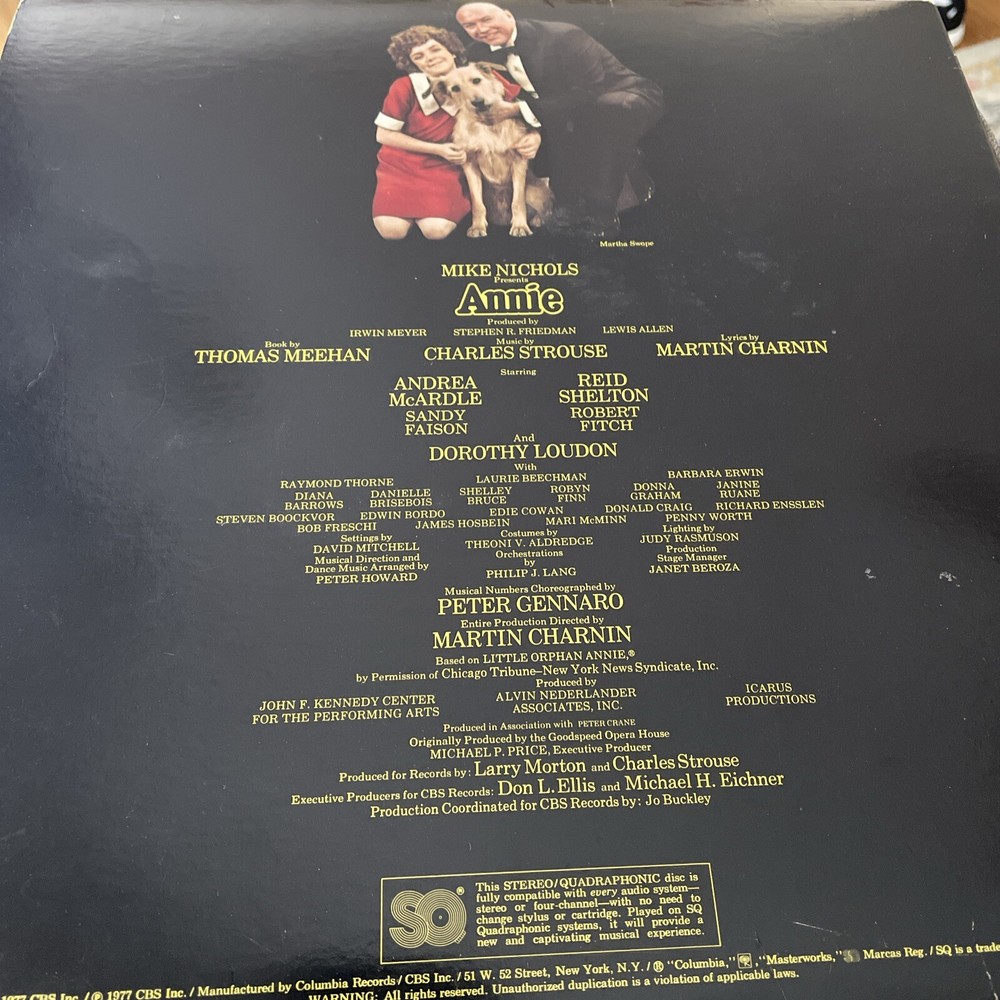 Martha Swope
MIKE NICHOLS
Presents
Annie
Produced by
IRWIN MEYER STEPHEN R. FRIEDMAN LEWIS ALLEN
Book by Music by Lyrics by
THOMAS MEEHAN CHARLES STROUSE MARTIN CHARNIN
Starring
ANDREA REID
McARDLE SHELTON
SANDY ROBERT
FAISON FITCH
And
DOROTHY LOUDON
With
RAYMOND THORNE LAURIE BEECHMAN BARBARA ERWIN
DIANA DANIELLE SHELLEY ROBYN DONNA JANINE
BARROWS BRISEBOIS BRUCE FINN GRAHAM RUANE
STEVEN BOOCKVOR EDWIN BORDO EDIE COWAN DONALD CRAIG RICHARD ENSSLEN
BOB FRESCHI JAMES HOSBEIN MARI McMINN PENNY WORTH
Settings by Costumes by Lighting by
DAVID MITCHELL THEONI V. ALDREDGE JUDY RASMUSON
Musical Direction and Orchestrations Production
Dance Music Arranged by by Stage Manager
PETER HOWARD PHILIP J. LANG JANET BEROZA
Musical Numbers Choreographed by
PETER GENNARO
Entire Production Directed by
MARTIN CHARNIN
Based on LITTLE ORPHAN ANNIE,®
by Permission of Chicago Tribune–New York News Syndicate, Inc.
Produced by
JOHN F. KENNEDY CENTER ALVIN NEDERLANDER ICARUS
FOR THE PERFORMING ARTS ASSOCIATES, INC. PRODUCTIONS
Produced in Association with PETER CRANE
Originally Produced by the Goodspeed Opera House
MICHAEL P. PRICE, Executive Producer
Produced for Records by: Larry Morton and Charles Strouse
Executive Producers for CBS Records: Don L. Ellis and Michael H. Eichner
Production Coordinated for CBS Records by: Jo Buckley
SQ®
This STEREO/QUADRAPHONIC disc is
fully compatible with every audio system—
stereo or four-channel—with no need to
change stylus or cartridge. Played on SQ
Quadraphonic systems, it will provide a
new and captivating musical experience.
1977 CBS Inc. / ℗ 1977 CBS Inc. / Manufactured by Columbia Records / CBS Inc. / 51 W. 52 Street, New York, N.Y. / ® "Columbia," "Masterworks," Marcas Reg. / SQ is a trade
WARNING: All rights reserved. Unauthorized duplication is a violation of applicable laws.